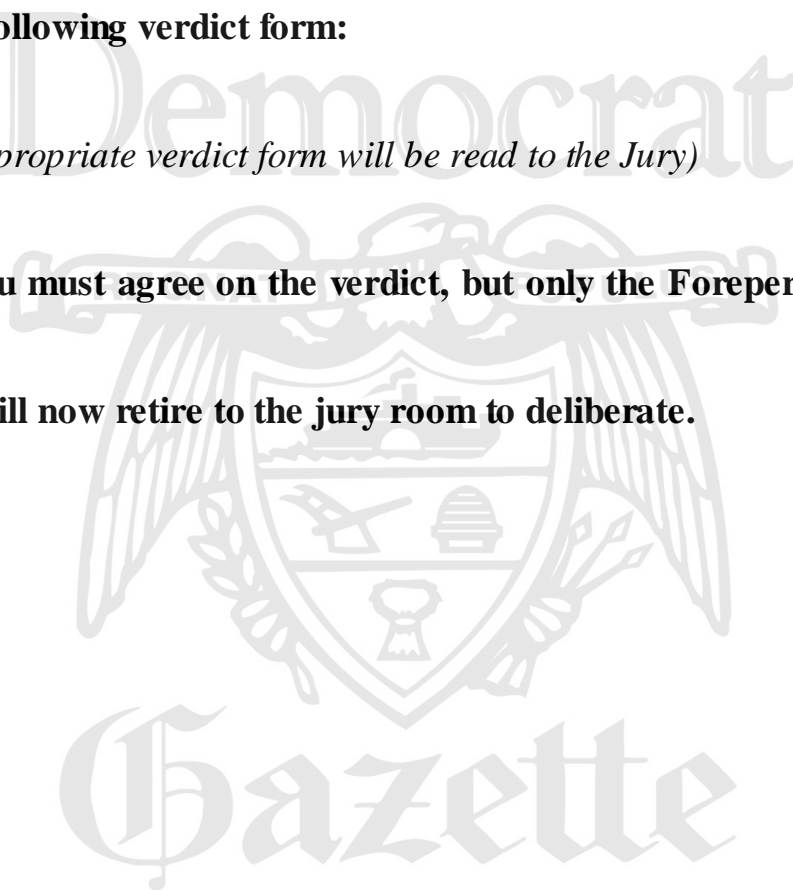 ollowing verdict form:
Democrat
propriate verdict form will be read to the Jury)
u must agree on the verdict, but only the Foreper
ill now retire to the jury room to deliberate.
Gazette